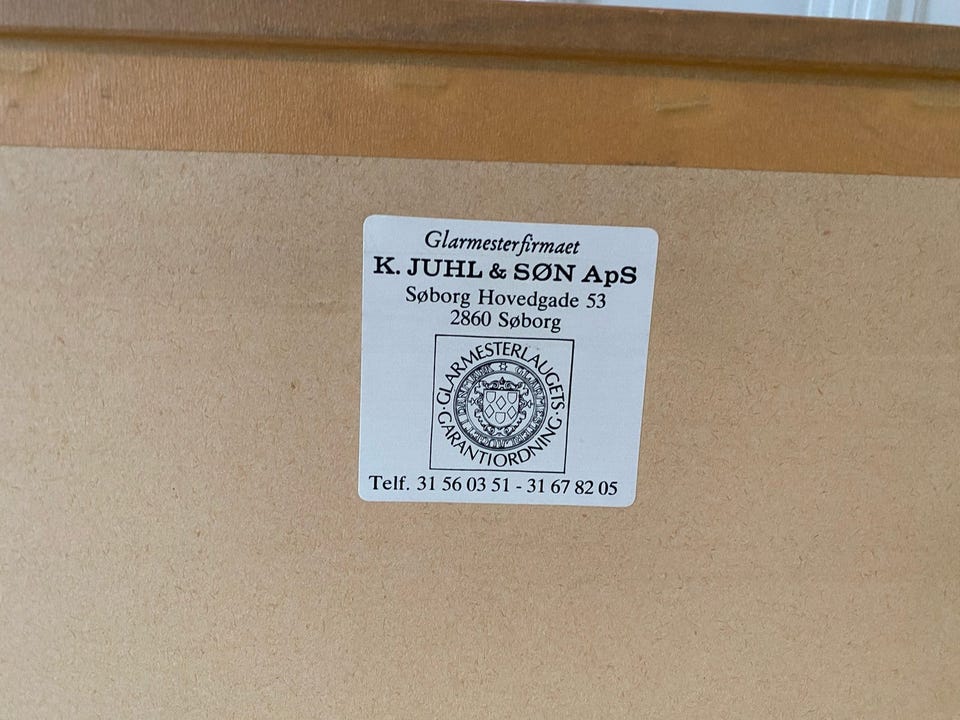 Glarmesterfirmaet
K. JUHL & SØN ApS
Søborg Hovedgade 53
2860 Søborg
GLARMESTERLAUGETS
· GARANTIORDNING ·
Telf. 31 56 03 51 - 31 67 82 05